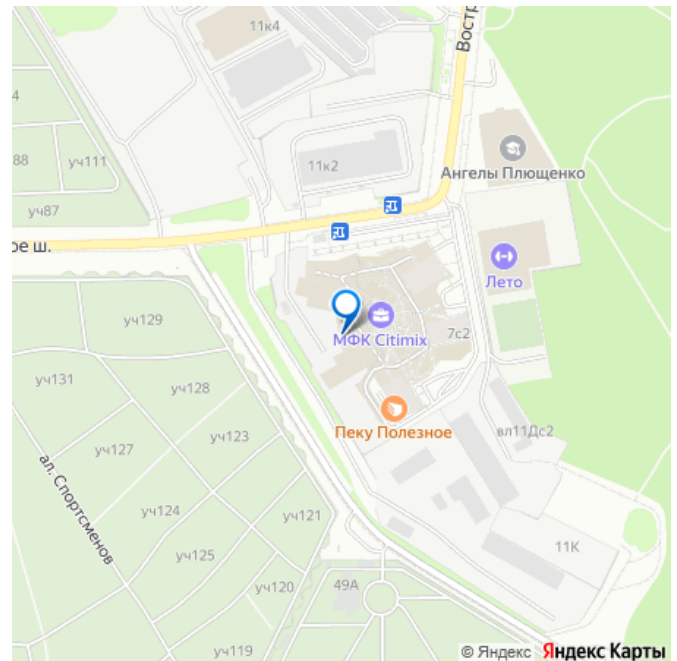 11к4
Востр
4
88
уч111
11к2
Ангелы Плющенко
уч87
ое ш.
Лето
уч129
МФК Citimix
7с2
уч131
уч128
Пеку Полезное
уч123
вл11Дс2
уч127
ал. Спортсменов
уч124
уч121
уч125
11К
уч120
49А
уч119
© Яндекс Яндекс Карты